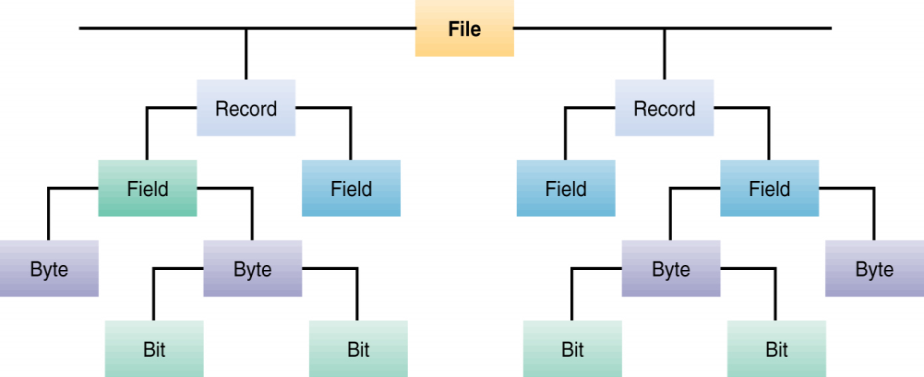 File
Record Record
Field Field Field Field
Byte Byte Byte Byte
Bit Bit Bit Bit